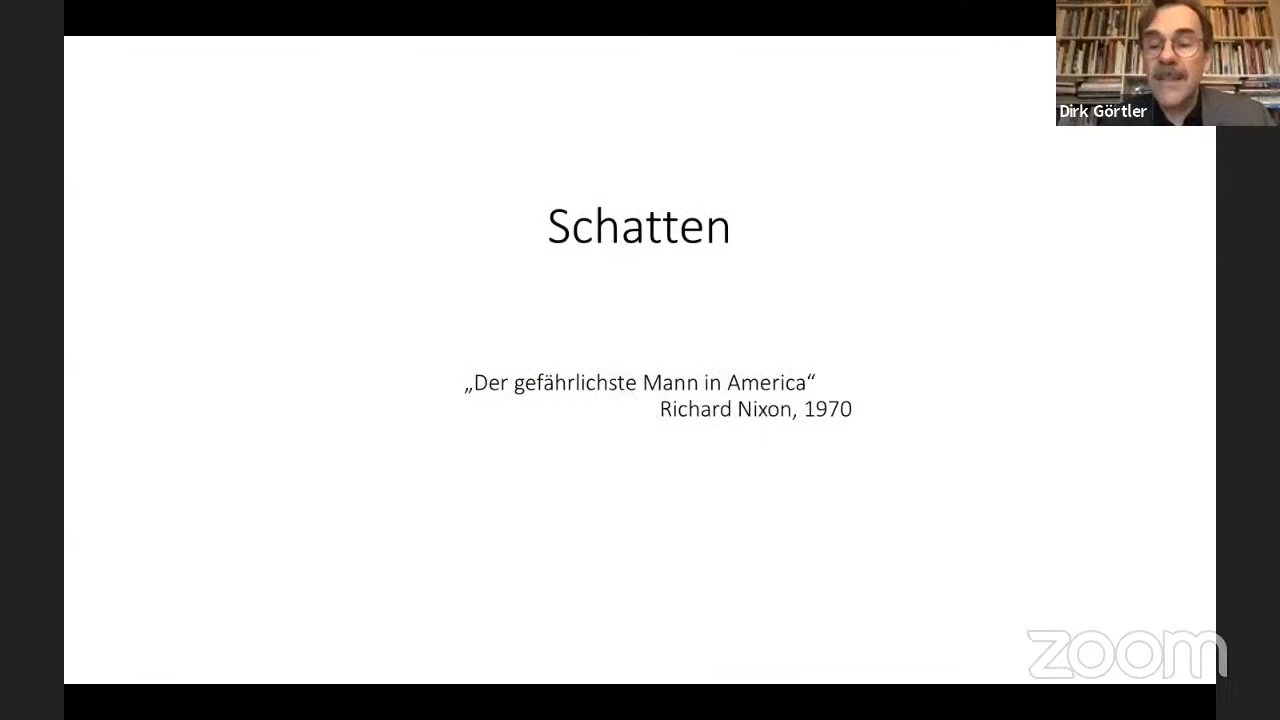 Dirk Görtler
Schatten
„Der gefährlichste Mann in America“
Richard Nixon, 1970
zoom